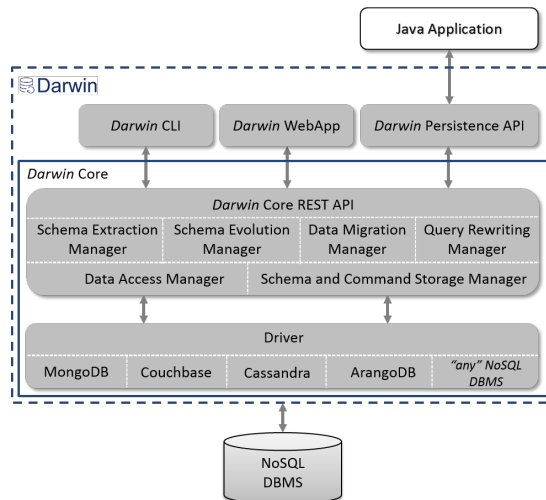 Java Application
Darwin
Darwin CLI
Darwin WebApp
Darwin Persistence API
Darwin Core
Darwin Core REST API
Schema Extraction
Manager
Schema Evolution
Manager
Data Migration
Manager
Query Rewriting
Manager
Data Access Manager
Schema and Command Storage Manager
Driver
MongoDB
Couchbase
Cassandra
ArangoDB
"any" NoSQL
DBMS
NoSQL
DBMS